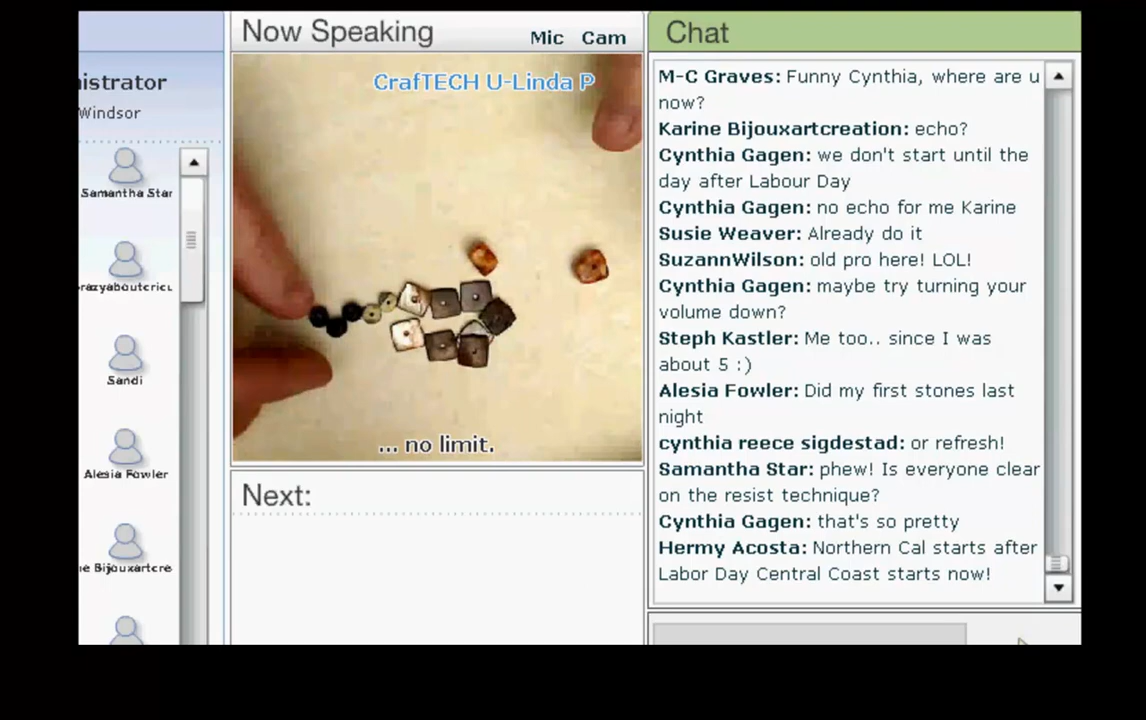 istrator
Windsor
Samantha Star
Sandi
Alesia Fowler
e Bijouxartcre
Now Speaking
Mic Cam
CrafTECH U-Linda P
... no limit.
Next:
Chat
M-C Graves: Funny Cynthia, where are u
now?
Karine Bijouxartcreation: echo?
Cynthia Gagen: we don't start until the
day after Labour Day
Cynthia Gagen: no echo for me Karine
Susie Weaver: Already do it
SuzannWilson: old pro here! LOL!
Cynthia Gagen: maybe try turning your
volume down?
Steph Kastler: Me too.. since I was
about 5 :)
Alesia Fowler: Did my first stones last
night
cynthia reece sigdestad: or refresh!
Samantha Star: phew! Is everyone clear
on the resist technique?
Cynthia Gagen: that's so pretty
Hermy Acosta: Northern Cal starts after
Labor Day Central Coast starts now!